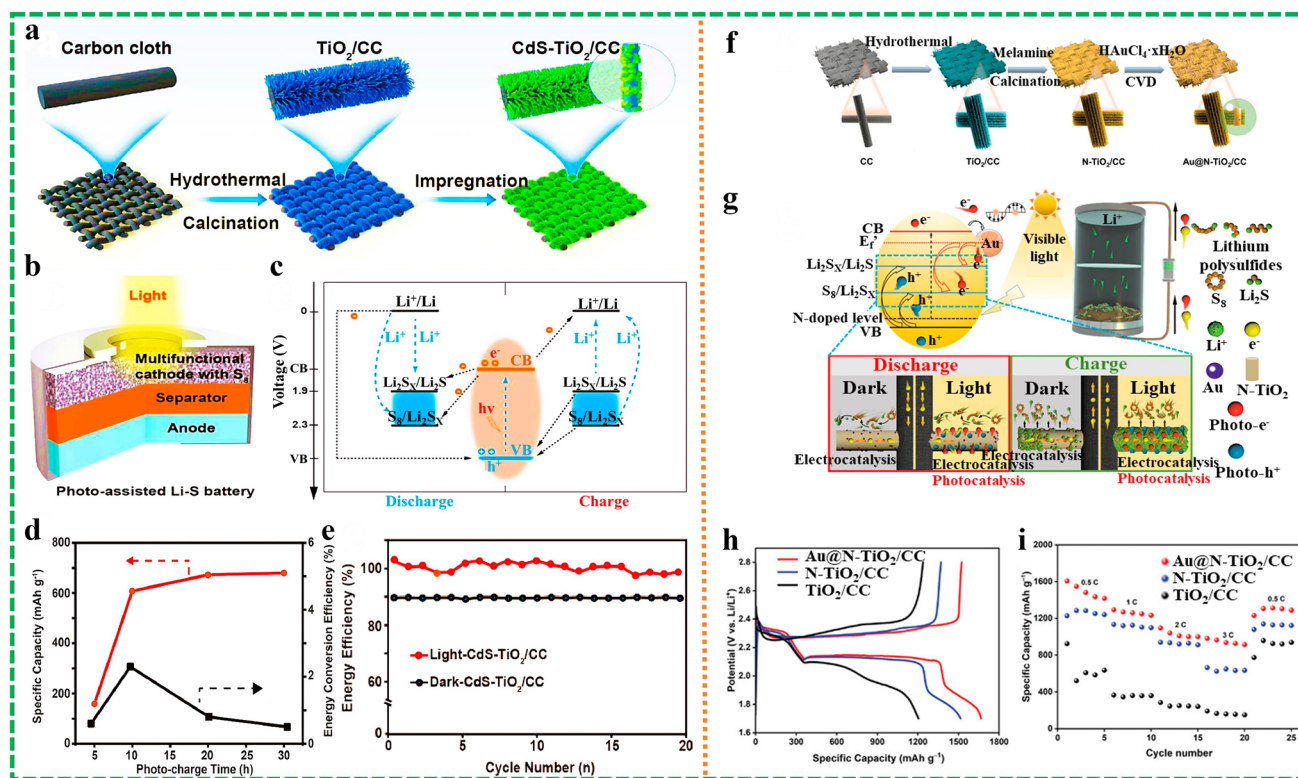 a
Carbon cloth
TiO₂/CC
CdS-TiO₂/CC
Hydrothermal
Calcination
Impregnation
b
Light
Multifunctional
cathode with S₈
Separator
Anode
Photo-assisted Li-S battery
c
Voltage (V)
0
CB
1.9
2.3
VB
Li⁺/Li
Li⁺
Li⁺
Li₂Sₓ/Li₂S
S₈/Li₂Sₓ
e⁻
CB
hv
VB
h⁺
Li⁺/Li
Li⁺
Li⁺
Li₂Sₓ/Li₂S
S₈/Li₂Sₓ
Discharge
Charge
d
Specific Capacity (mAh g⁻¹)
800
700
600
500
400
300
200
100
0
5
10
15
20
25
30
Photo-charge Time (h)
6
5
4
3
2
1
0
Energy Conversion Efficiency (%)
e
Energy Efficiency (%)
100
80
60
0
Light-CdS-TiO₂/CC
Dark-CdS-TiO₂/CC
0
5
10
15
20
Cycle Number (n)
f
Hydrothermal
Melamine
Calcination
HAuCl₄·xH₂O
CVD
CC
TiO₂/CC
N-TiO₂/CC
Au@N-TiO₂/CC
g
e⁻
e⁻
CB
Ef'
Au
e⁻
Li₂SX/Li₂S
h⁺
e⁻
S₈/Li₂SX
h⁺
N-doped level
VB
h⁺
Visible
light
Li⁺
Lithium
polysulfides
S₈
Li₂S
Li⁺
e⁻
Au
N-TiO₂
Photo-e⁻
Photo-h⁺
Discharge
Dark
Light
Electrocatalysis
Electrocatalysis
Photocatalysis
Charge
Dark
Light
Electrocatalysis
Electrocatalysis
Photocatalysis
h
Potential (V vs. Li/Li⁺)
2.8
2.6
2.4
2.2
2.0
1.8
1.6
Au@N-TiO₂/CC
N-TiO₂/CC
TiO₂/CC
0
300
600
900
1200
1500
1800
Specific Capacity (mAh g⁻¹)
i
Specific Capacity (mAh g⁻¹)
2000
1600
1200
800
400
0
Au@N-TiO₂/CC
N-TiO₂/CC
TiO₂/CC
0.5 C
1 C
2 C
3 C
0.5 C
0
5
10
15
20
25
Cycle number